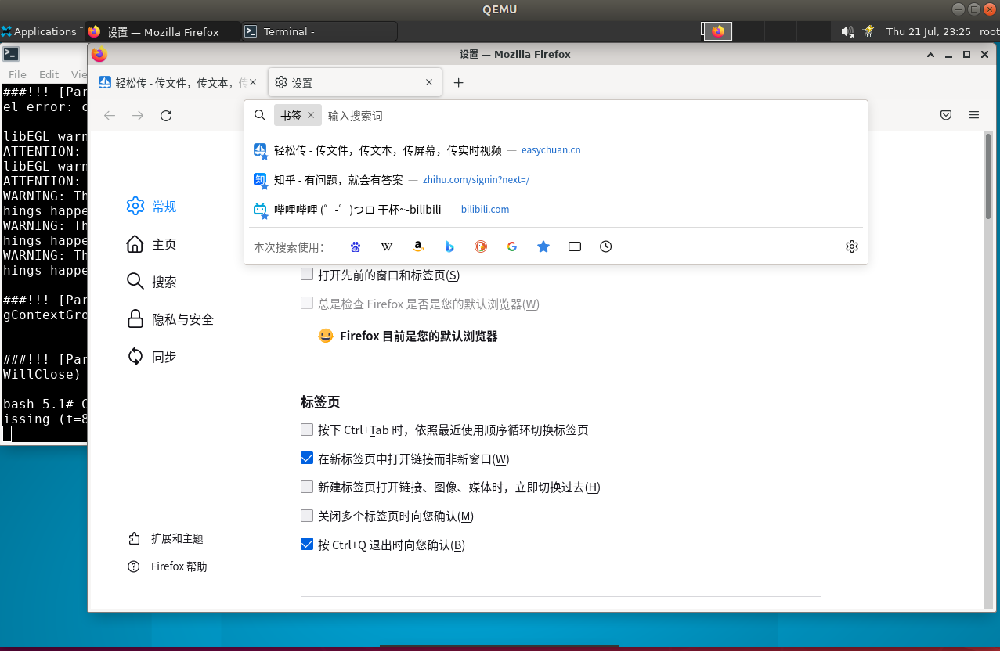 QEMU
Applications
设置 — Mozilla Firefox
Terminal -
Thu 21 Jul, 23:25
root
设置 — Mozilla Firefox
File Edit Vie
轻松传 - 传文件，传文本，传
设置
###!!! [Par
el error: c
libEGL warn
ATTENTION:
libEGL warn
ATTENTION:
WARNING: Th
hings happe
WARNING: Th
hings happe
WARNING: Th
hings happe
###!!! [Par
gContextGro
###!!! [Par
WillClose)
bash-5.1# C
issing (t=8
书签
输入搜索词
轻松传 - 传文件，传文本，传屏幕，传实时视频 — easychuan.cn
知乎 - 有问题，就会有答案 — zhihu.com/signin?next=/
哔哩哔哩 (゜-゜)つロ 干杯~-bilibili — bilibili.com
本次搜索使用：
常规
主页
搜索
隐私与安全
同步
扩展和主题
Firefox 帮助
打开先前的窗口和标签页(S)
总是检查 Firefox 是否是您的默认浏览器(W)
Firefox 目前是您的默认浏览器
标签页
按下 Ctrl+Tab 时，依照最近使用顺序循环切换标签页
在新标签页中打开链接而非新窗口(W)
新建标签页打开链接、图像、媒体时，立即切换过去(H)
关闭多个标签页时向您确认(M)
按 Ctrl+Q 退出时向您确认(B)